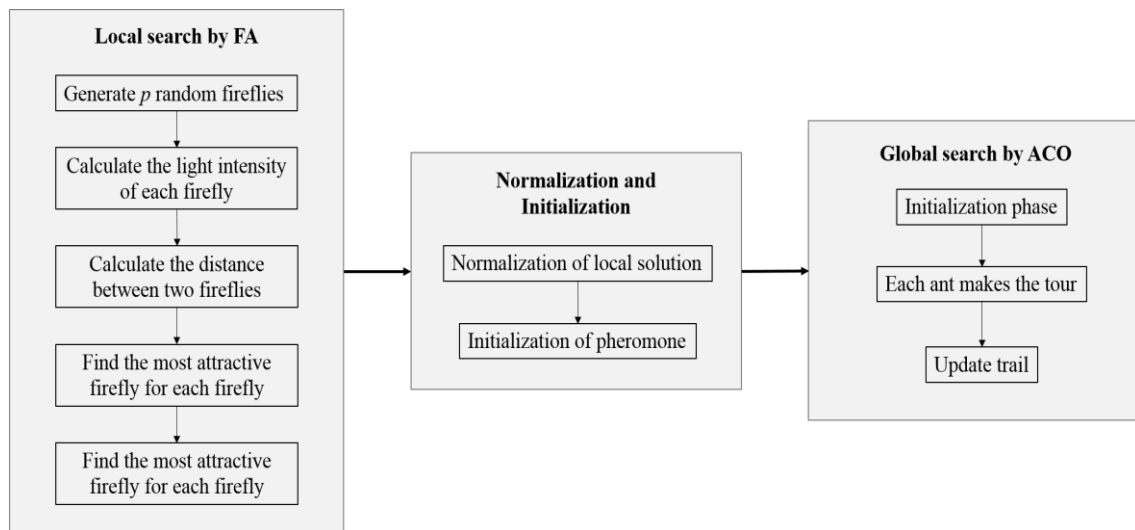 Local search by FA
Generate p random fireflies
Calculate the light intensity
of each firefly
Calculate the distance
between two fireflies
Find the most attractive
firefly for each firefly
Find the most attractive
firefly for each firefly
Normalization and
Initialization
Normalization of local solution
Initialization of pheromone
Global search by ACO
Initialization phase
Each ant makes the tour
Update trail